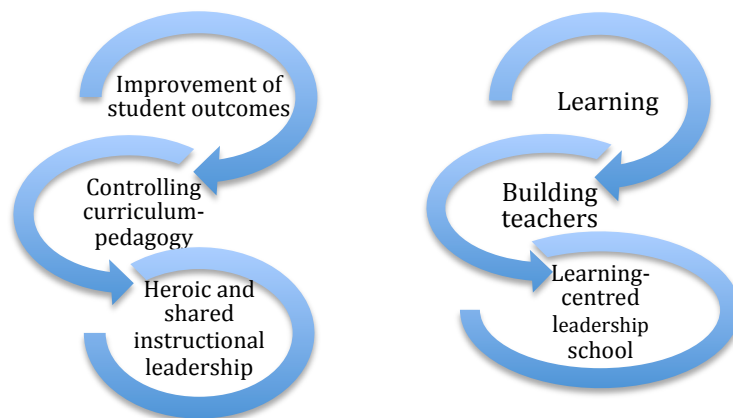 Improvement of
student outcomes
Controlling
curriculum-
pedagogy
Heroic and
shared
instructional
leadership
Learning
Building
teachers
Learning-
centred
leadership
school